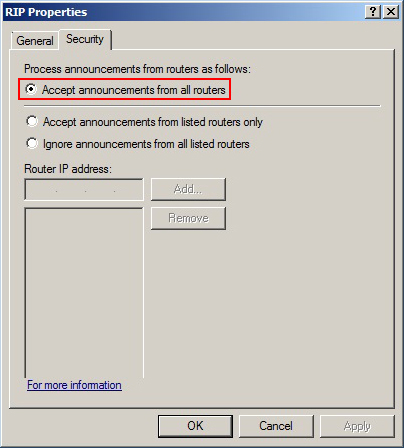 RIP Properties
General
Security
Process announcements from routers as follows:
Accept announcements from all routers
Accept announcements from listed routers only
Ignore announcements from all listed routers
Router IP address:
. . .
Add...
Remove
For more information
OK
Cancel
Apply